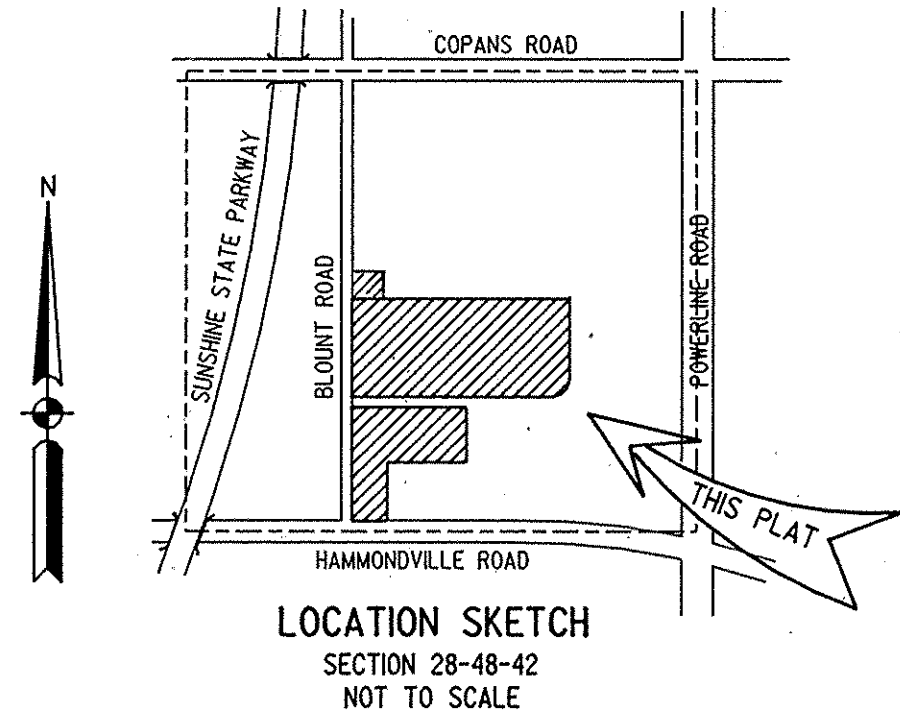 COPANS ROAD
N
SUNSHINE STATE PARKWAY
BLOUNT ROAD
POWERLINE ROAD
THIS PLAT
HAMMONDVILLE ROAD
LOCATION SKETCH
SECTION 28-48-42
NOT TO SCALE